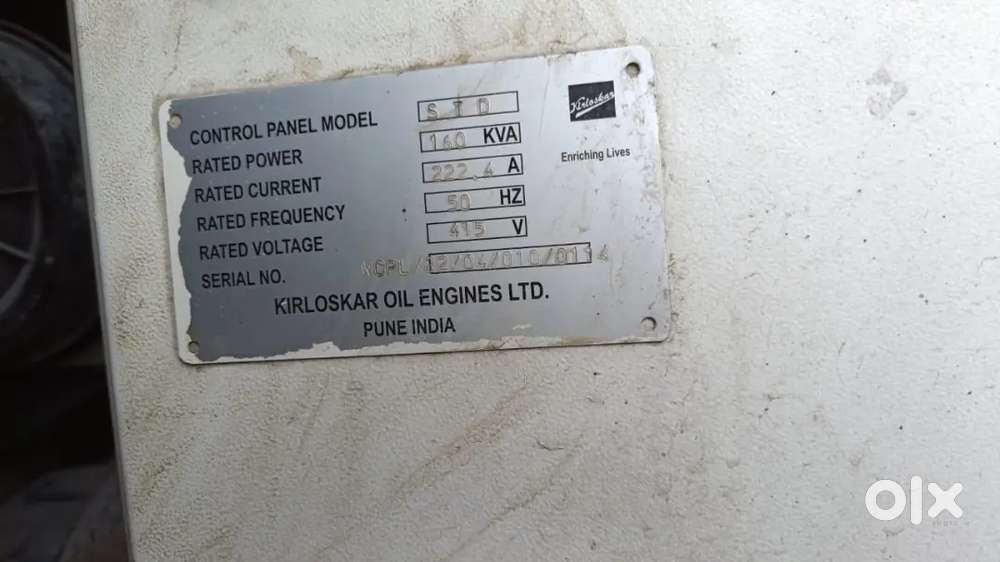 CONTROL PANEL MODEL S T D
RATED POWER 160 KVA
RATED CURRENT 222.4 A
RATED FREQUENCY 50 HZ
RATED VOLTAGE 415 V
SERIAL NO.
KIRLOSKAR OIL ENGINES LTD.
PUNE INDIA
Kirloskar
Enriching Lives
olx